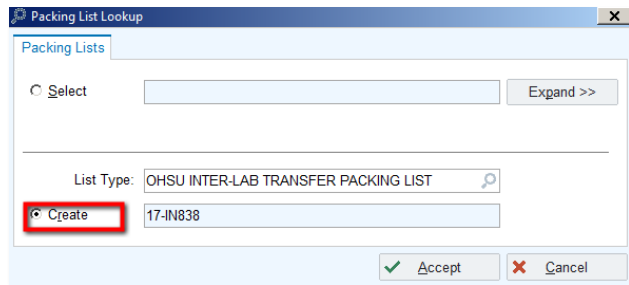 Packing List Lookup
Packing Lists
Select
Expand >>
List Type: OHSU INTER-LAB TRANSFER PACKING LIST
Create 17-IN838
Accept Cancel